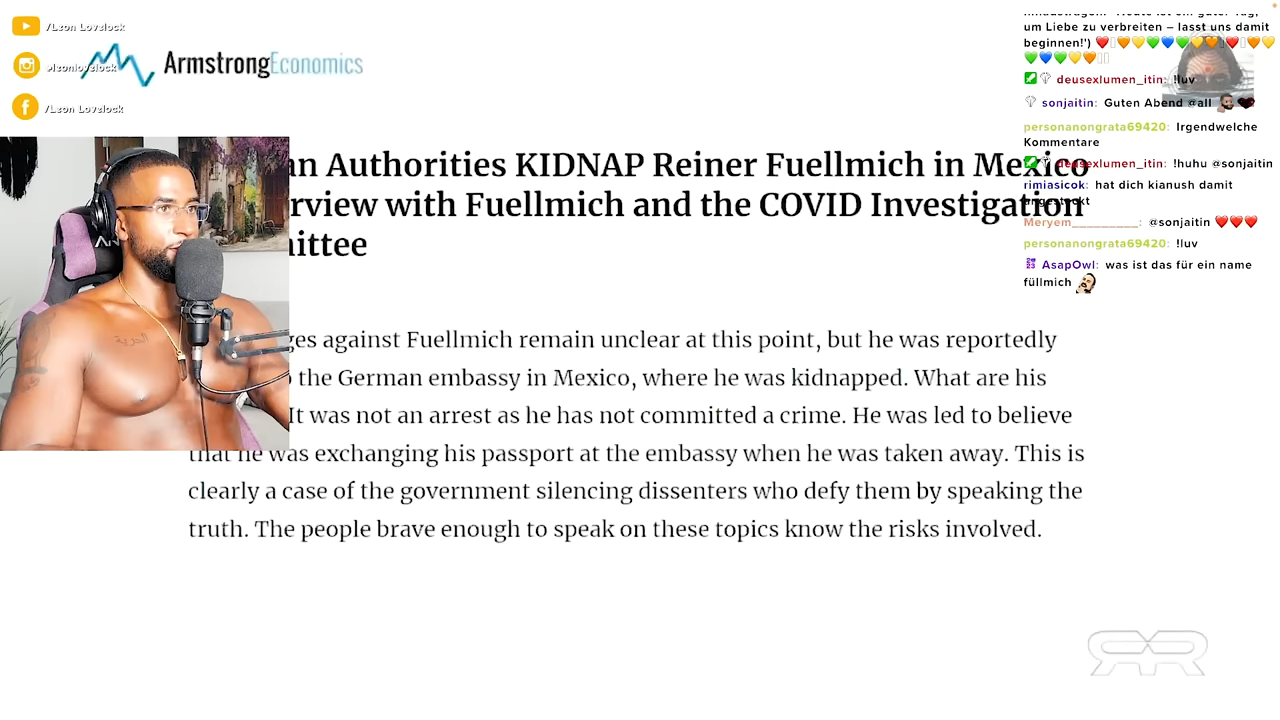 /Leon Lovelock
/Leon Lovelock
ArmstrongEconomics
an Authorities KIDNAP Reiner Fuellmich in Mexico
rview with Fuellmich and the COVID Investigation
ittee
ges against Fuellmich remain unclear at this point, but he was reportedly
the German embassy in Mexico, where he was kidnapped. What are his
It was not an arrest as he has not committed a crime. He was led to believe
that he was exchanging his passport at the embassy when he was taken away. This is
clearly a case of the government silencing dissenters who defy them by speaking the
truth. The people brave enough to speak on these topics know the risks involved.
um Liebe zu verbreiten – lasst uns damit
beginnen!')
deusexlumen_itin: !luv
sonjaitin: Guten Abend @all
personanongrata69420: Irgendwelche
Kommentare
deusexlumen_itin: !huhu @sonjaitin
rimiasicok: hat dich kianush damit
angesteckt
Meryem_________: @sonjaitin
personanongrata69420: !luv
AsapOwl: was ist das für ein name
füllmich
RR